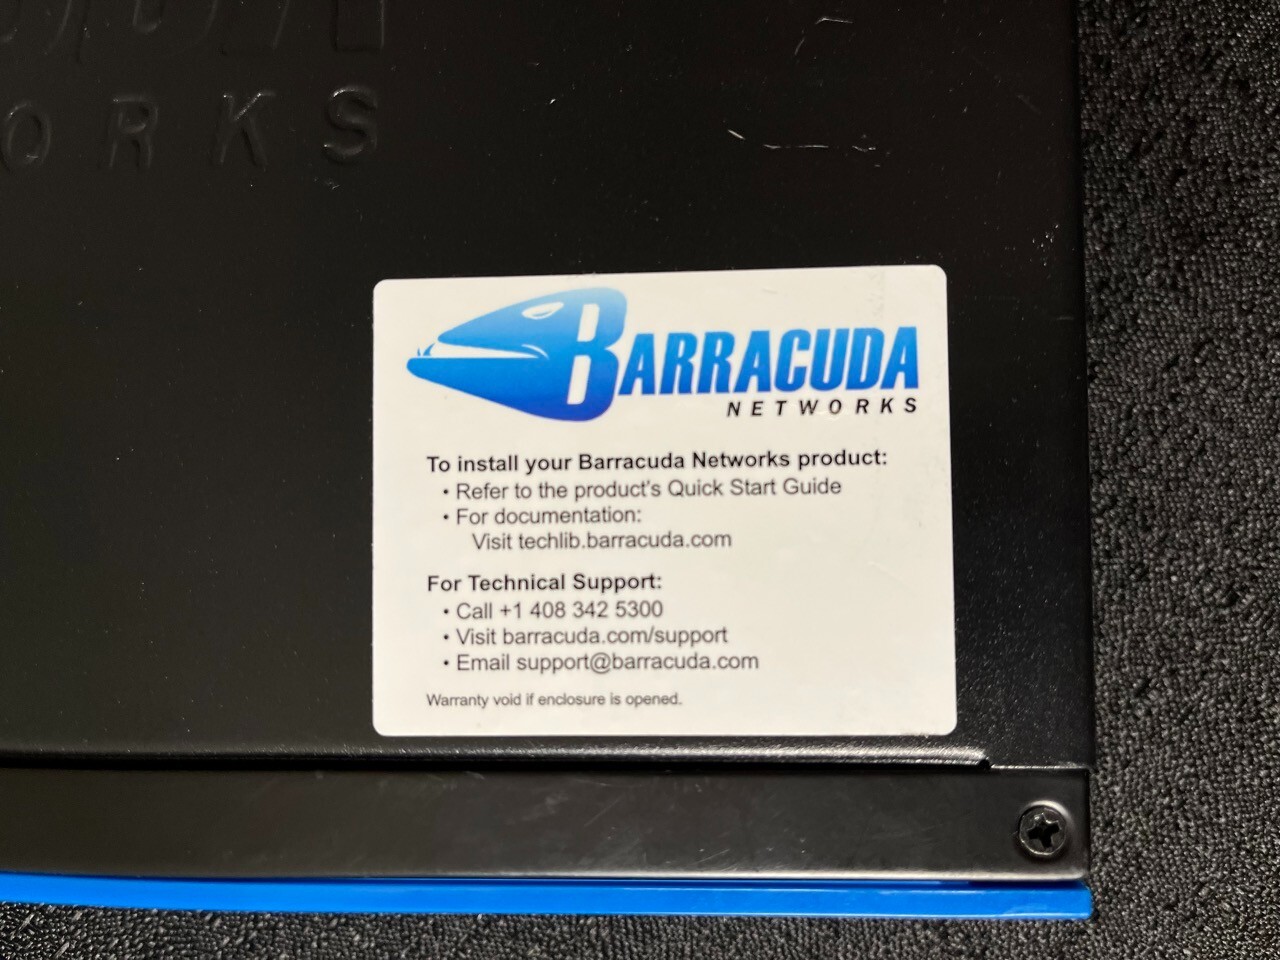 ORKS
BARRACUDA
NETWORKS
To install your Barracuda Networks product:
• Refer to the product's Quick Start Guide
• For documentation:
Visit techlib.barracuda.com
For Technical Support:
• Call +1 408 342 5300
• Visit barracuda.com/support
• Email support@barracuda.com
Warranty void if enclosure is opened.